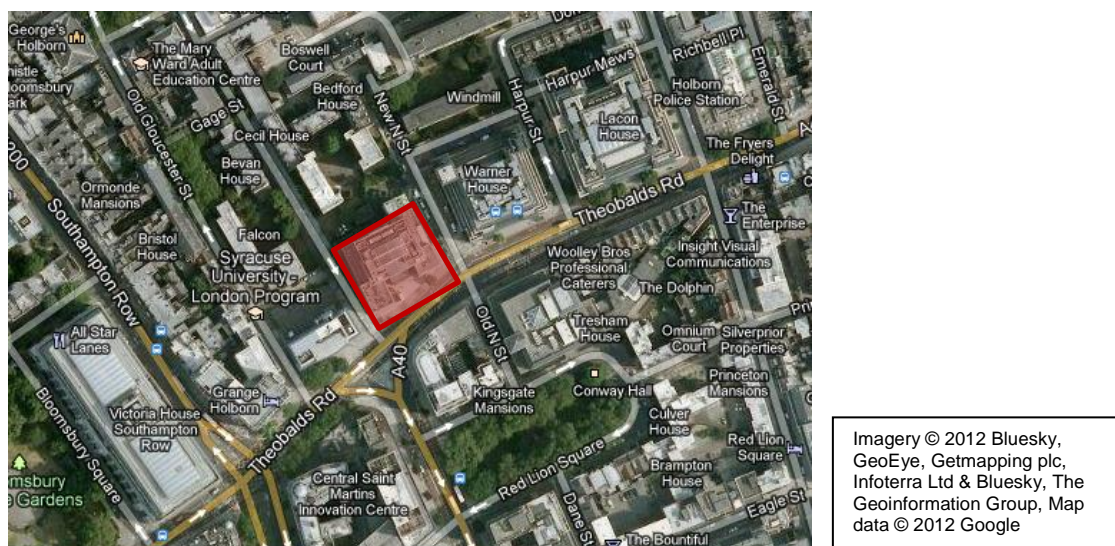 George's
Holborn
The Mary
Ward Adult
Education Centre
Boswell
Court
Bedford
House
Old Gloucester St
Gage St
Cecil House
New N St
Windmill
Harpur St
Harpur Mews
Richbell Pl
Emerald St
Holborn
Police Station
Lacon
House
The Fryers
Delight
Bevan
House
Ormonde
Mansions
Southampton Row
Bristol
House
Falcon
Syracuse
University -
London Program
Warner
House
Theobalds Rd
The
Enterprise
Woolley Bros
Professional
Caterers
Insight Visual
Communications
The Dolphin
Old N St
A40
Tresham
House
Omnium
Court
Silverprior
Properties
All Star
Lanes
Grange
Holborn
Kingsgate
Mansions
Conway Hall
Princeton
Mansions
Victoria House
Southampton
Row
Bloomsbury Square
Theobalds Rd
Culver
House
Red Lion
Square
Red Lion Square
Brampton
House
Central Saint
Martins
Innovation Centre
Dane St
Eagle St
The Bountiful
Imagery © 2012 Bluesky,
GeoEye, Getmapping plc,
Infoterra Ltd & Bluesky, The
Geoinformation Group, Map
data © 2012 Google